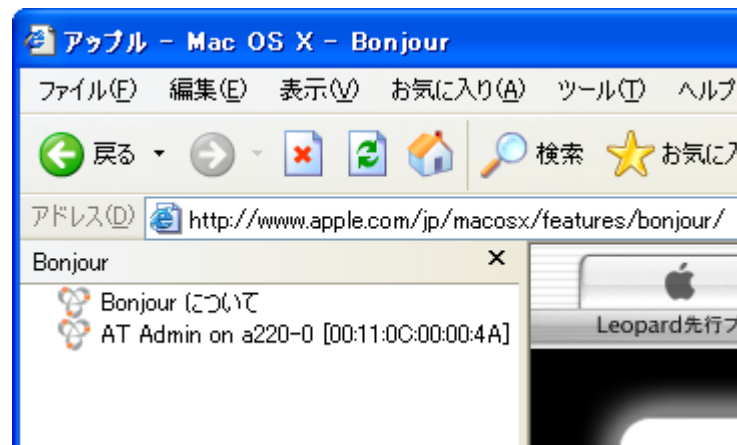 アップル - Mac OS X - Bonjour
ファイル(F) 編集(E) 表示(V) お気に入り(A) ツール(T) ヘルプ
戻る 検索 お気に入
アドレス(D) http://www.apple.com/jp/macosx/features/bonjour/
Bonjour
Bonjour について
AT Admin on a220-0 [00:11:0C:00:00:4A]
Leopard先行プ